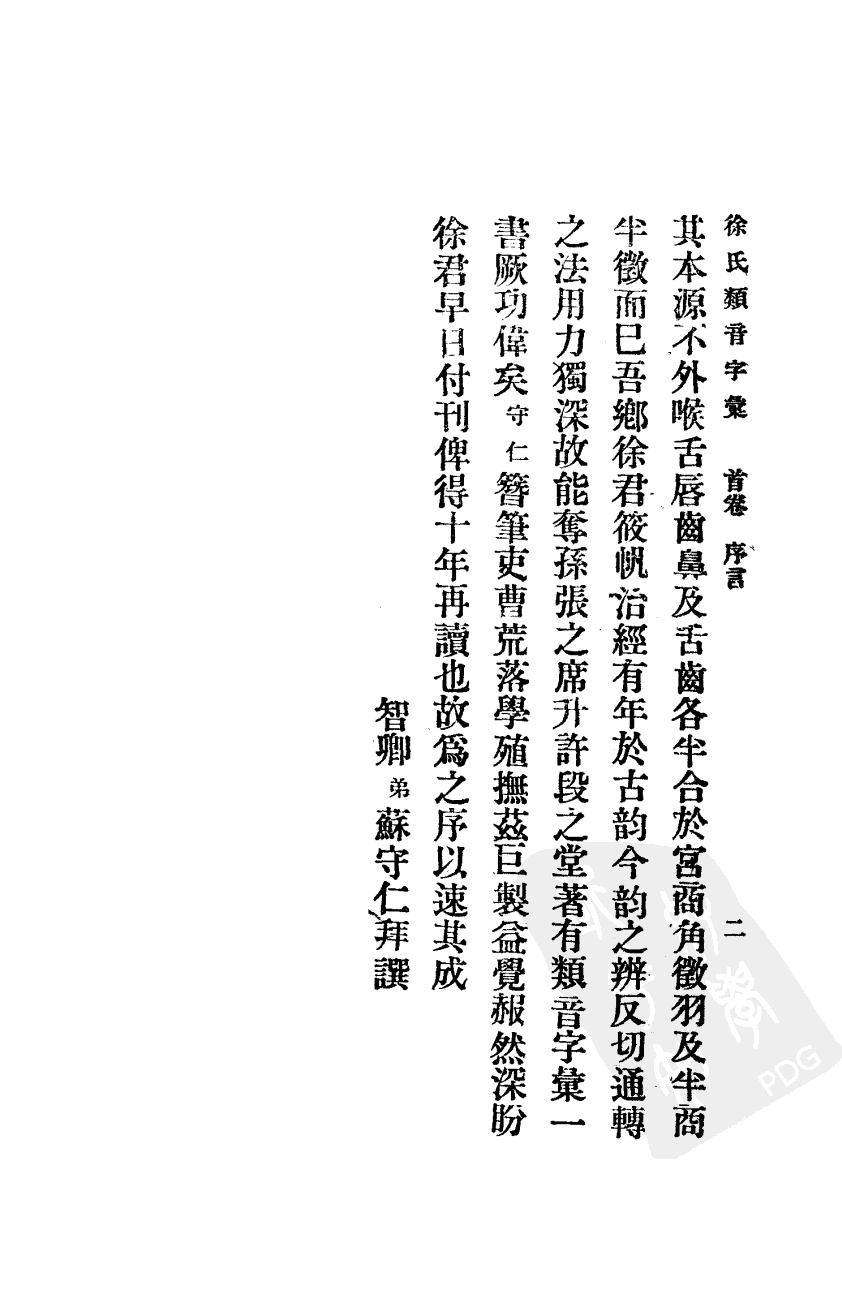 徐氏類音字彙　首卷　序言　二
其本源不外喉舌唇齒鼻及舌齒各半合於宮商角徵羽及半商
半徵而巳吾鄉徐君筱帆治經有年於古韵今韵之辨反切通轉
之法用力獨深故能奪孫張之席升許段之堂著有類音字彙一
書厥功偉矣守仁簪筆吏曹荒落學殖撫茲巨製益覺赧然深盼
徐君早日付刊俾得十年再讀也故爲之序以速其成
智卿弟蘇守仁拜譔
PDG